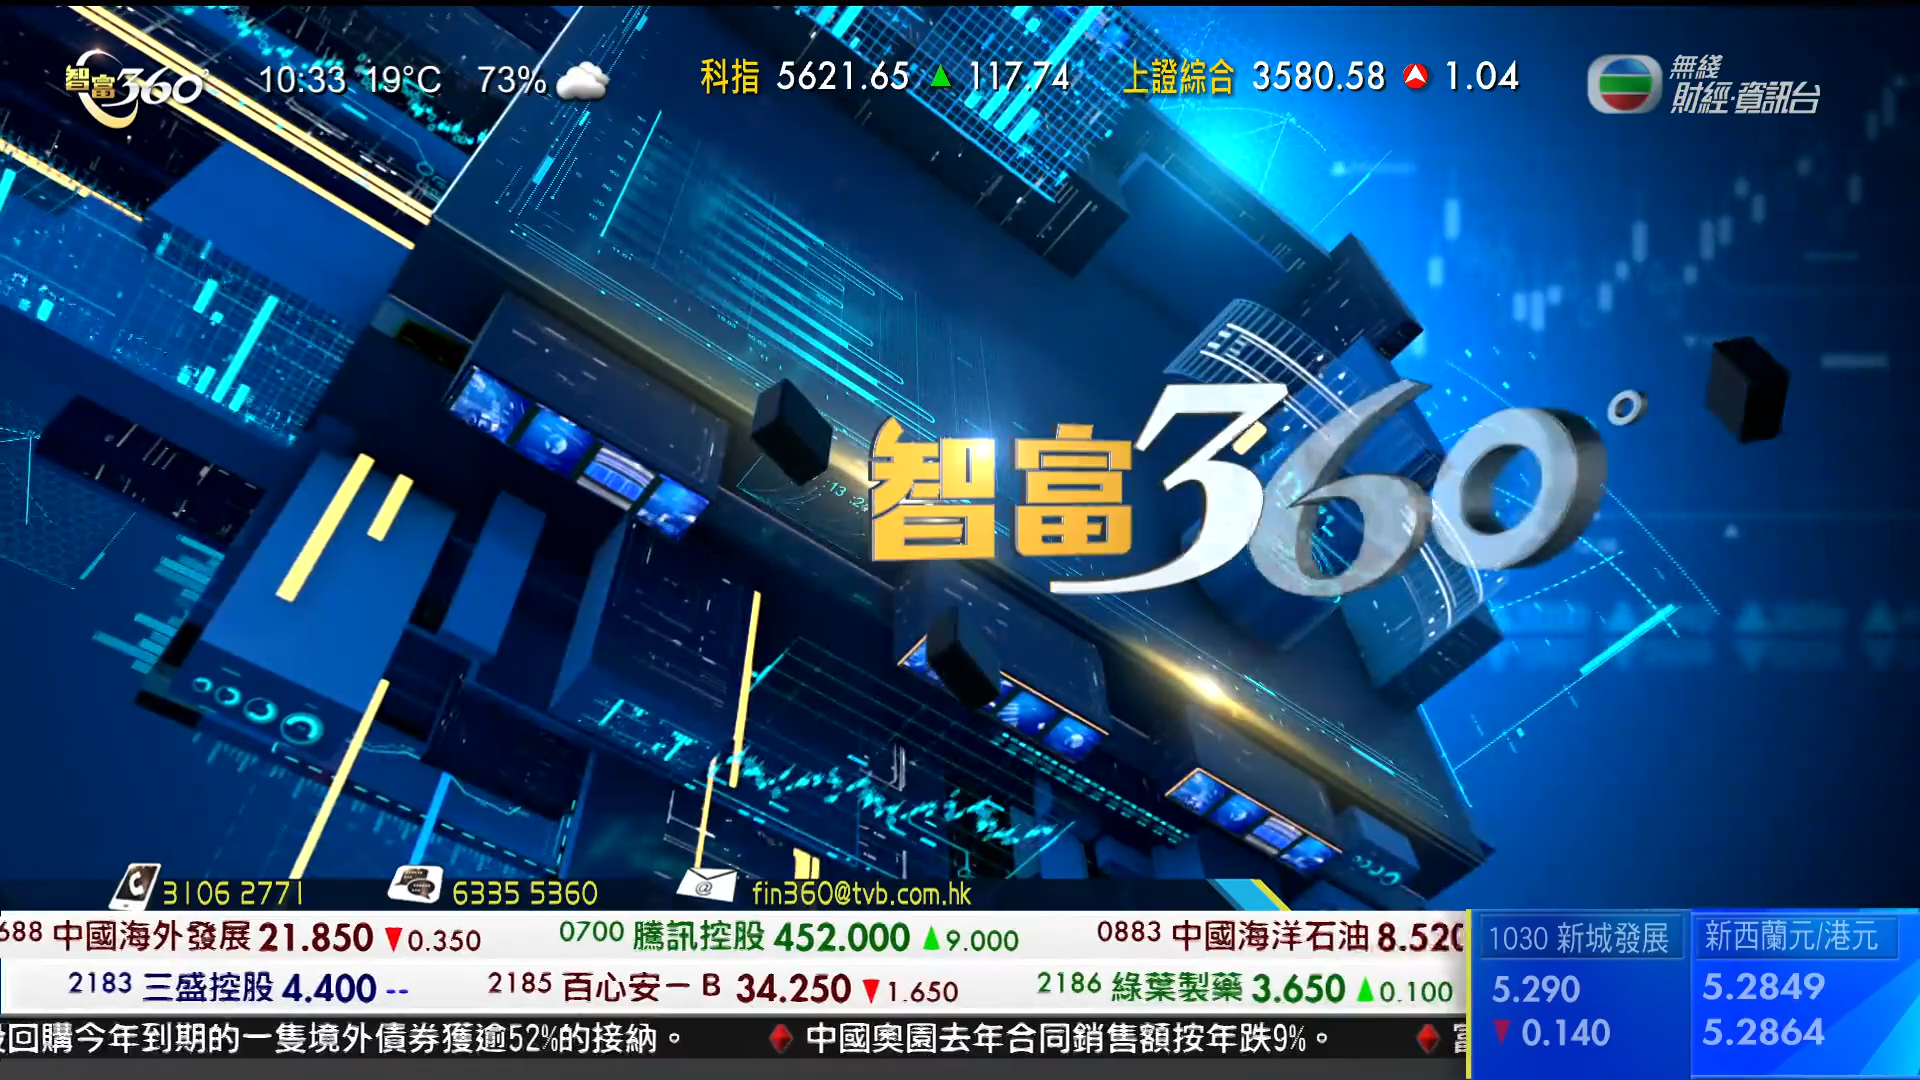 智富360°
10:33 19°C 73%
科指 5621.65 ▲ 117.74 上證綜合 3580.58 1.04
無綫
財經·資訊台
智富360°
3106 2771 6335 5360 fin360@tvb.com.hk
688 中國海外發展 21.850 ▼0.350 0700 騰訊控股 452.000 ▲9.000 0883 中國海洋石油 8.520
2183 三盛控股 4.400 -- 2185 百心安－B 34.250 ▼1.650 2186 綠葉製藥 3.650 ▲0.100
回購今年到期的一隻境外債券獲逾52%的接納。 中國奧園去年合同銷售額按年跌9%。
1030 新城發展
5.290
▼ 0.140
新西蘭元/港元
5.2849
5.2864